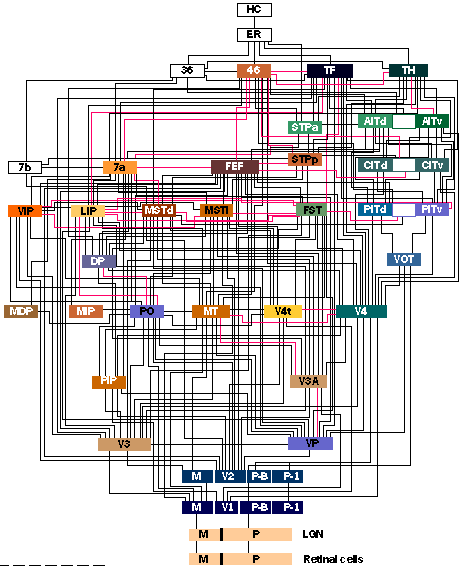 HC
ER
36 46 TF TH
STPa AITd AITv
STPp CITd CITv
7b 7a FEF
VIP LIP MSTd MSTl FST PITd PITv
DP VOT
MDP MIP PO MT V4t V4
PIP V3A
V3 VP
M V2 P-B P-1
M V1 P-B P-1
M P LGN
M P Retinal cells